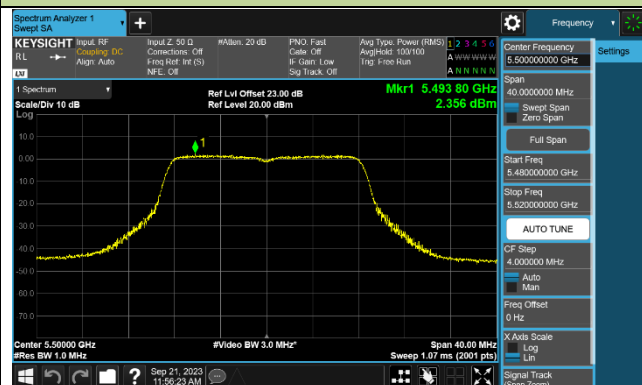 Spectrum Analyzer 1
Swept SA
Frequency
KEYSIGHT
RL
LXI
Input: RF
Coupling: DC
Align: Auto
Input Z: 50 Ω
Corrections: Off
Freq Ref: Int (S)
NFE: Off
#Atten: 20 dB
PNO: Fast
Gate: Off
IF Gain: Low
Sig Track: Off
Avg Type: Power (RMS)
Avg|Hold: 100/100
Trig: Free Run
1 2 3 4 5 6
A W W W W W
A N N N N N
1 Spectrum
Scale/Div 10 dB
Log
Ref Lvl Offset 23.00 dB
Ref Level 20.00 dBm
Mkr1 5.493 80 GHz
2.356 dBm
1
10.0
0.00
-10.0
-20.0
-30.0
-40.0
-50.0
-60.0
-70.0
Center 5.50000 GHz
#Res BW 1.0 MHz
#Video BW 3.0 MHz*
Span 40.00 MHz
Sweep 1.07 ms (2001 pts)
Sep 21, 2023
11:56:23 AM
Center Frequency
5.500000000 GHz
Settings
Span
40.0000000 MHz
Swept Span
Zero Span
Full Span
Start Freq
5.480000000 GHz
Stop Freq
5.520000000 GHz
AUTO TUNE
CF Step
4.000000 MHz
Auto
Man
Freq Offset
0 Hz
X Axis Scale
Log
Lin
Signal Track
(Span Zoom)